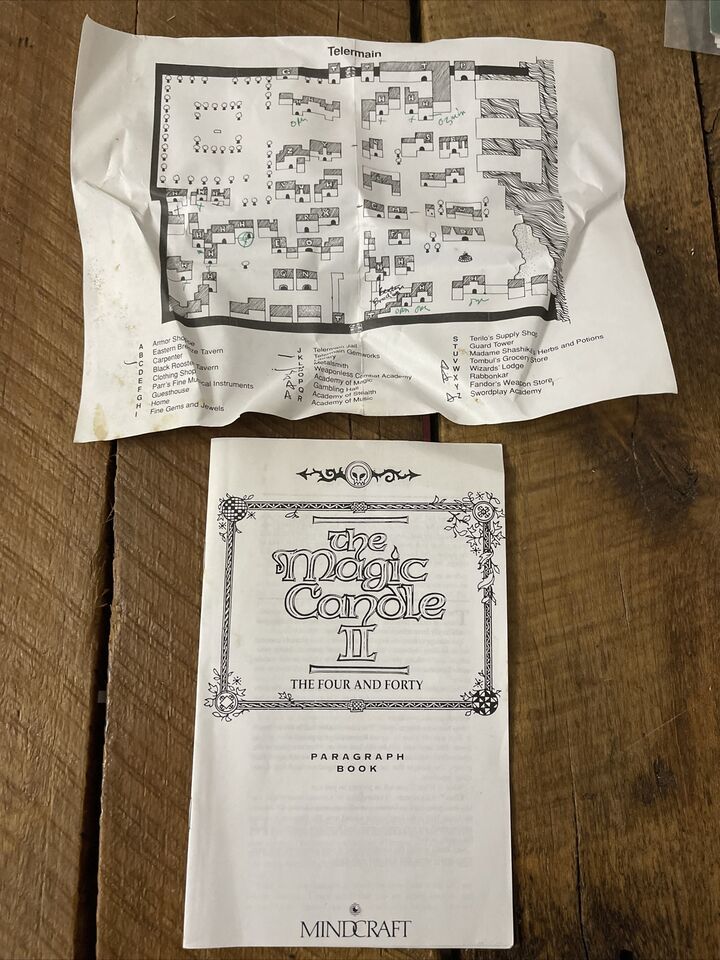 Telermain
A Armor Shoppe
B Eastern Breeze Tavern
C Carpenter
D Black Rooster Tavern
E Clothing Shop
F Parr's Fine Musical Instruments
G Guesthouse
H Home
I Fine Gems and Jewels
J Telermain Jail
K Telermain Gemworks
L
Metalsmith
Weaponless Combat Academy
Academy of Magic
P Gambling Hall
Q Academy of Stealth
R Academy of Music
S Terilo's Supply Shop
T Guard Tower
U Madame Shashiki's Herbs and Potions
V Tombul's Grocery Store
W Wizards' Lodge
X Rabbonkar
Y Fandor's Weapon Store
Z Swordplay Academy
the
Magic
Candle
II
THE FOUR AND FORTY
PARAGRAPH
BOOK
MINDCRAFT